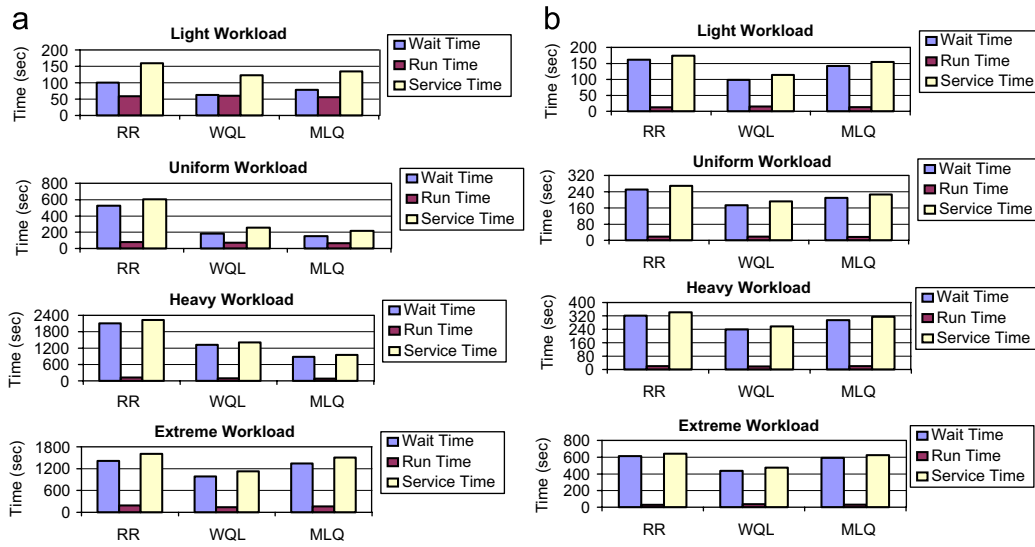 a
Light Workload
Time (sec)
200
150
100
50
0
RR
WQL
MLQ
Wait Time
Run Time
Service Time
Uniform Workload
Time (sec)
800
600
400
200
0
RR
WQL
MLQ
Wait Time
Run Time
Service Time
Heavy Workload
Time (sec)
2400
1800
1200
600
0
RR
WQL
MLQ
Wait Time
Run Time
Service Time
Extreme Workload
Time (sec)
1800
1200
600
0
RR
WQL
MLQ
Wait Time
Run Time
Service Time
b
Light Workload
Time (sec)
200
150
100
50
0
RR
WQL
MLQ
Wait Time
Run Time
Service Time
Uniform Workload
Time (sec)
320
240
160
80
0
RR
WQL
MLQ
Wait Time
Run Time
Service Time
Heavy Workload
Time (sec)
400
320
240
160
80
0
RR
WQL
MLQ
Wait Time
Run Time
Service Time
Extreme Workload
Time (sec)
800
600
400
200
0
RR
WQL
MLQ
Wait Time
Run Time
Service Time